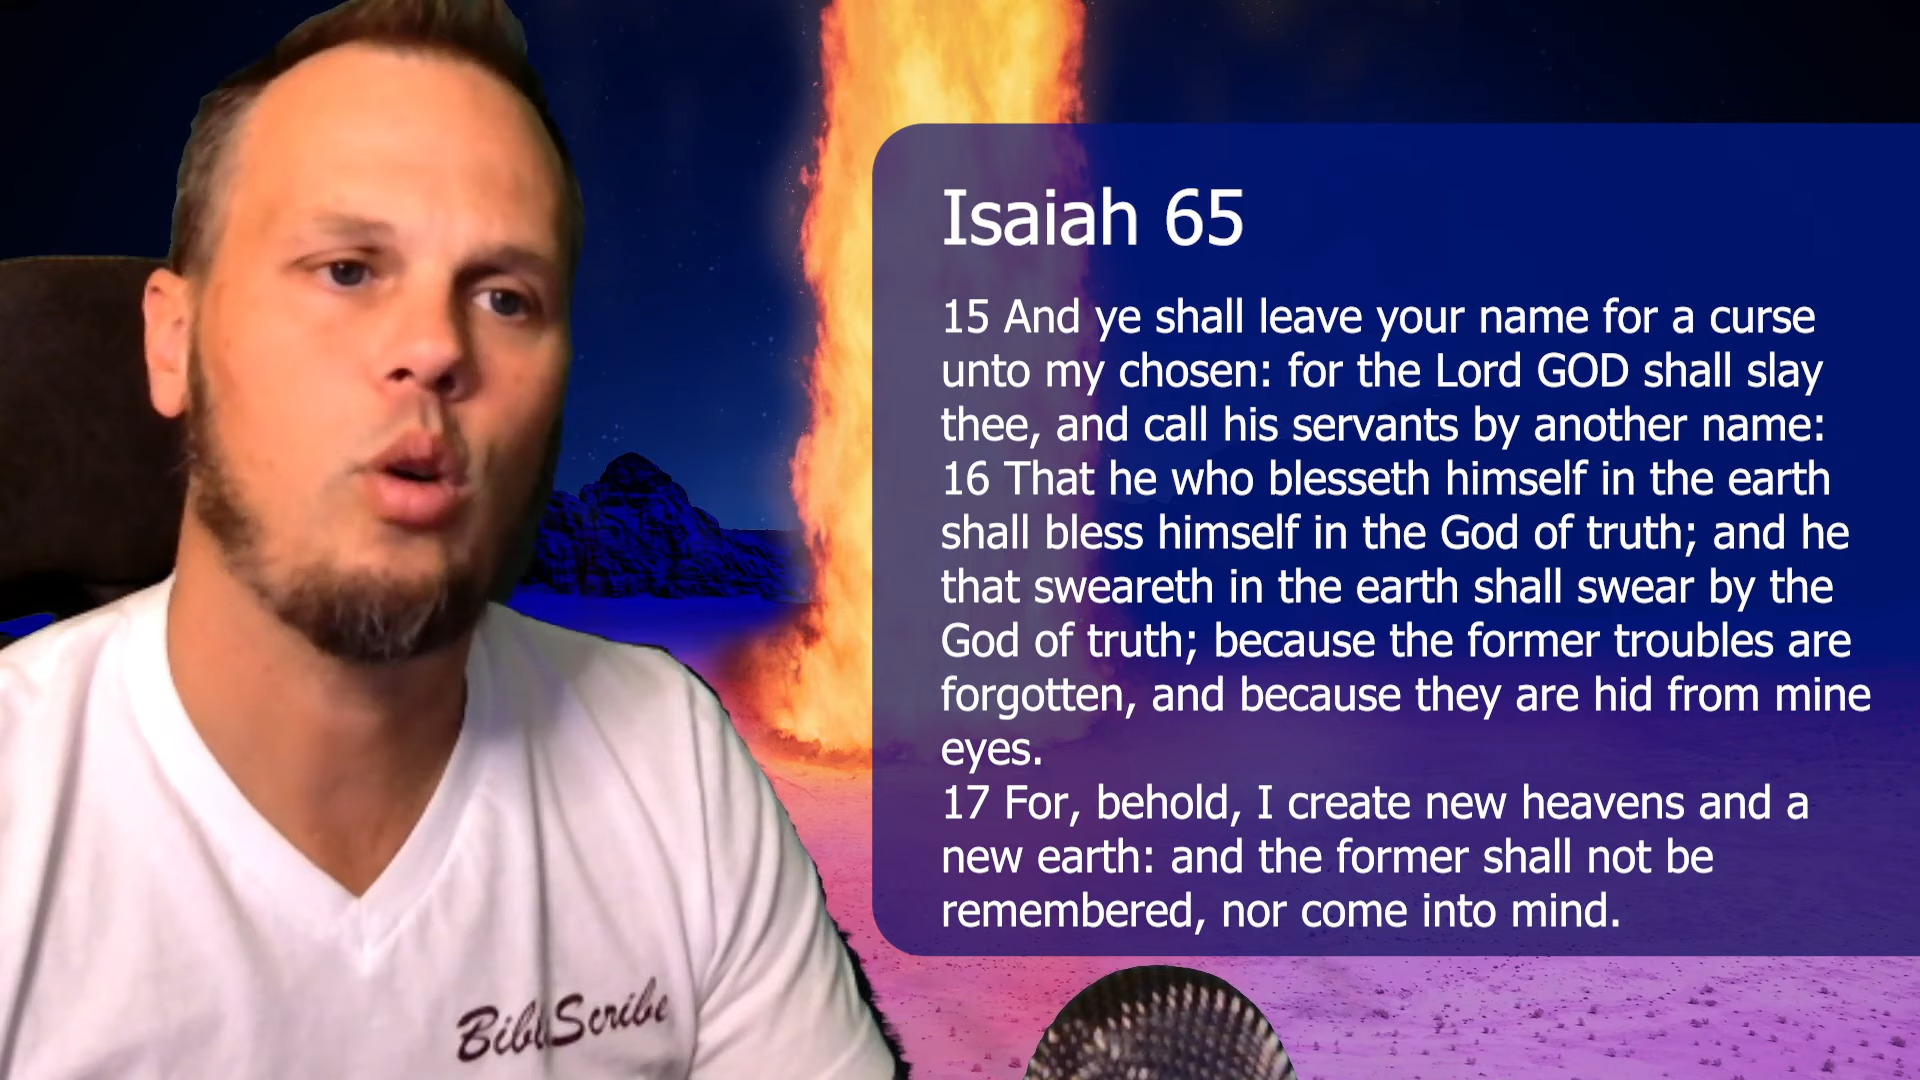 Isaiah 65
15 And ye shall leave your name for a curse
unto my chosen: for the Lord GOD shall slay
thee, and call his servants by another name:
16 That he who blesseth himself in the earth
shall bless himself in the God of truth; and he
that sweareth in the earth shall swear by the
God of truth; because the former troubles are
forgotten, and because they are hid from mine
eyes.
17 For, behold, I create new heavens and a
new earth: and the former shall not be
remembered, nor come into mind.
BibleScribe